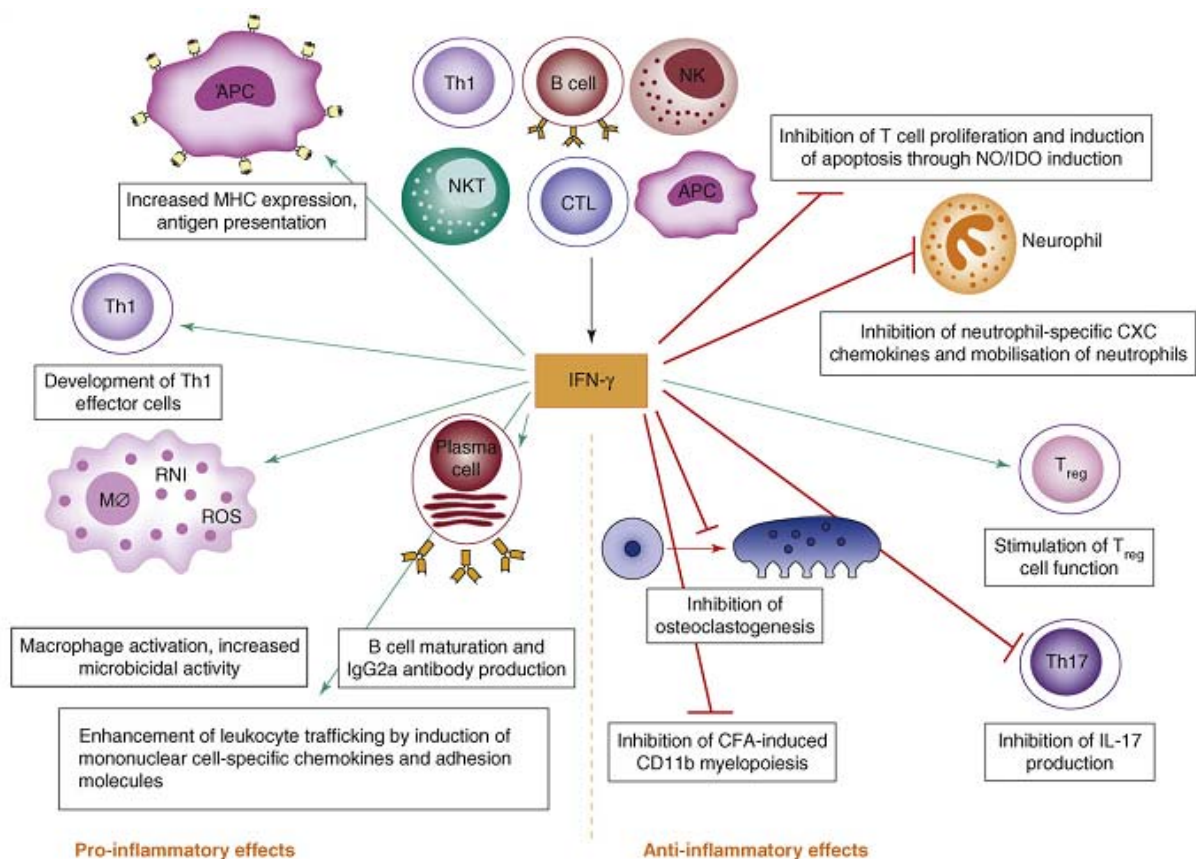 APC
Th1
B cell
NK
NKT
CTL
APC
Increased MHC expression,
antigen presentation
Inhibition of T cell proliferation and induction
of apoptosis through NO/IDO induction
Neurophil
Inhibition of neutrophil-specific CXC
chemokines and mobilisation of neutrophils
Th1
Development of Th1
effector cells
IFN-γ
MØ
RNI
ROS
Plasma
cell
Treg
Stimulation of Treg
cell function
Inhibition of
osteoclastogenesis
Macrophage activation, increased
microbicidal activity
B cell maturation and
IgG2a antibody production
Th17
Enhancement of leukocyte trafficking by induction of
mononuclear cell-specific chemokines and adhesion
molecules
Inhibition of CFA-induced
CD11b myelopoiesis
Inhibition of IL-17
production
Pro-inflammatory effects
Anti-inflammatory effects